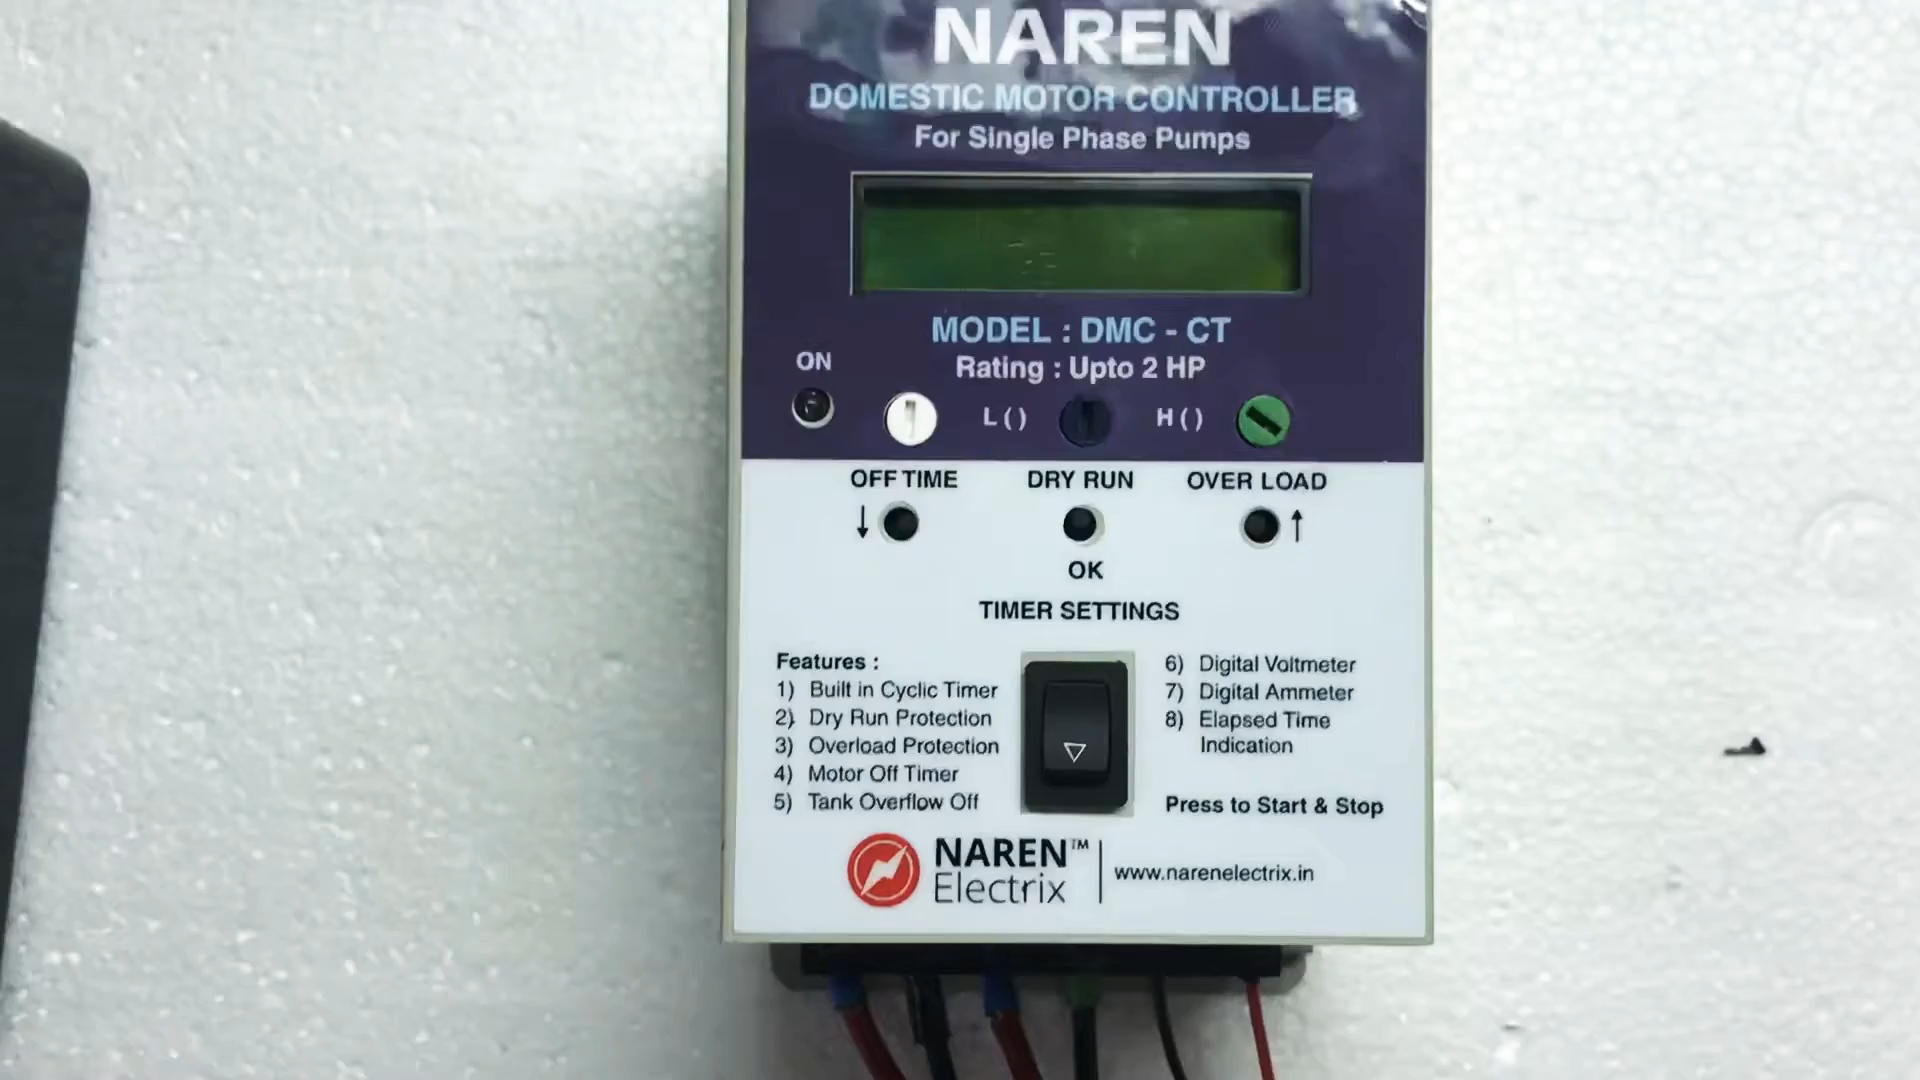 NAREN
DOMESTIC MOTOR CONTROLLER
For Single Phase Pumps
MODEL : DMC - CT
Rating : Upto 2 HP
ON
L ( )
H ( )
OFF TIME
DRY RUN
OVER LOAD
↓
↑
OK
TIMER SETTINGS
Features :
1) Built in Cyclic Timer
2) Dry Run Protection
3) Overload Protection
4) Motor Off Timer
5) Tank Overflow Off
6) Digital Voltmeter
7) Digital Ammeter
8) Elapsed Time
Indication
Press to Start & Stop
NAREN™
Electrix
www.narenelectrix.in